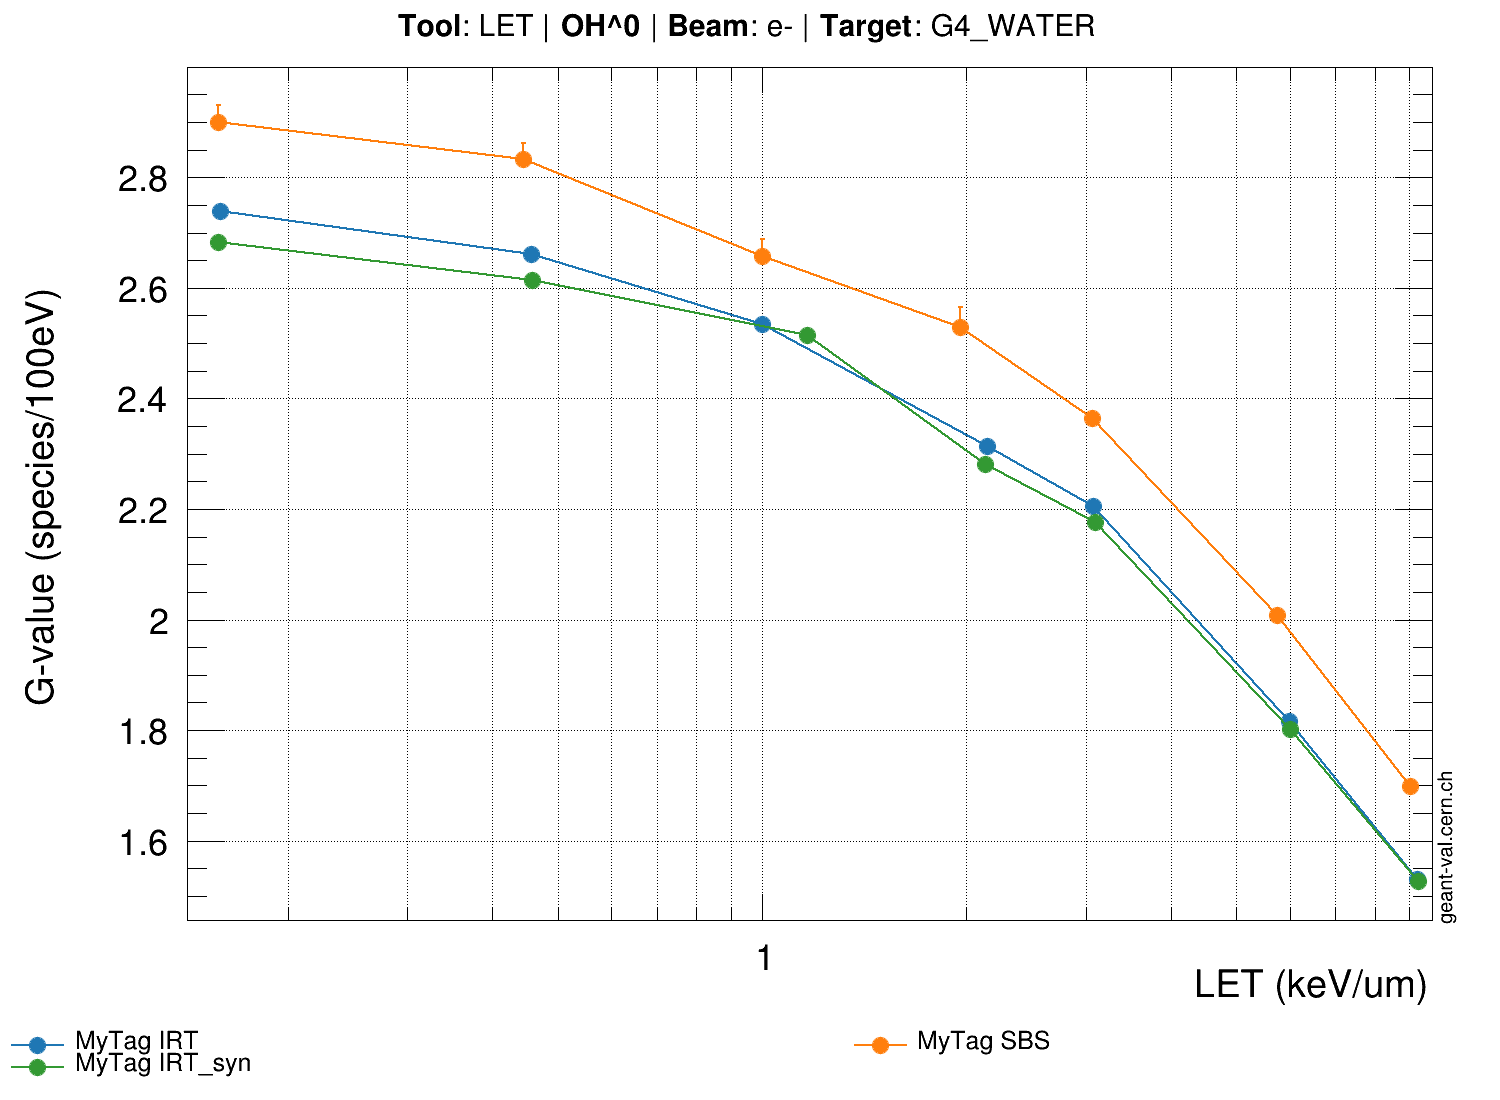 Tool: LET | OH^0 | Beam: e- | Target: G4_WATER
G-value (species/100eV)
2.8
2.6
2.4
2.2
2
1.8
1.6
1
LET (keV/um)
geant-val.cern.ch
MyTag IRT
MyTag SBS
MyTag IRT_syn